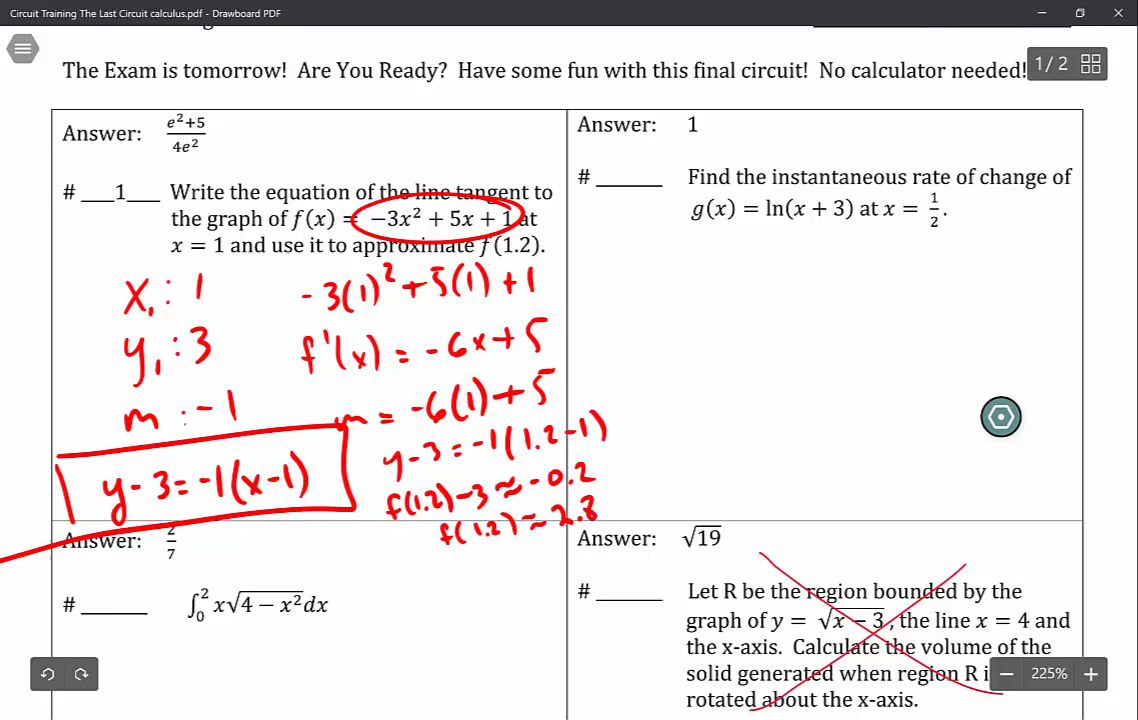 Circuit Training The Last Circuit calculus.pdf - Drawboard PDF
The Exam is tomorrow! Are You Ready? Have some fun with this final circuit! No calculator needed!
1 / 2
Answer: (e²+5)/(4e²)
# ___1___ Write the equation of the line tangent to
the graph of f(x) = −3x² + 5x + 1 at
x = 1 and use it to approximate f(1.2).
x₁ : 1
-3(1)² + 5(1) + 1
y₁ : 3
f'(x) = -6x + 5
m : -1
m = -6(1) + 5
y - 3 = -1(x - 1)
y - 3 = -1(1.2 - 1)
f(1.2) - 3 ≈ -0.2
f(1.2) ≈ 2.8
Answer: 1
# ______ Find the instantaneous rate of change of
g(x) = ln(x + 3) at x = 1/2.
Answer: 2/7
# ______ ∫₀² x√(4 − x²)dx
Answer: √19
# ______ Let R be the region bounded by the
graph of y = √(x − 3), the line x = 4 and
the x-axis. Calculate the volume of the
solid generated when region R
rotated about the x-axis.
225%